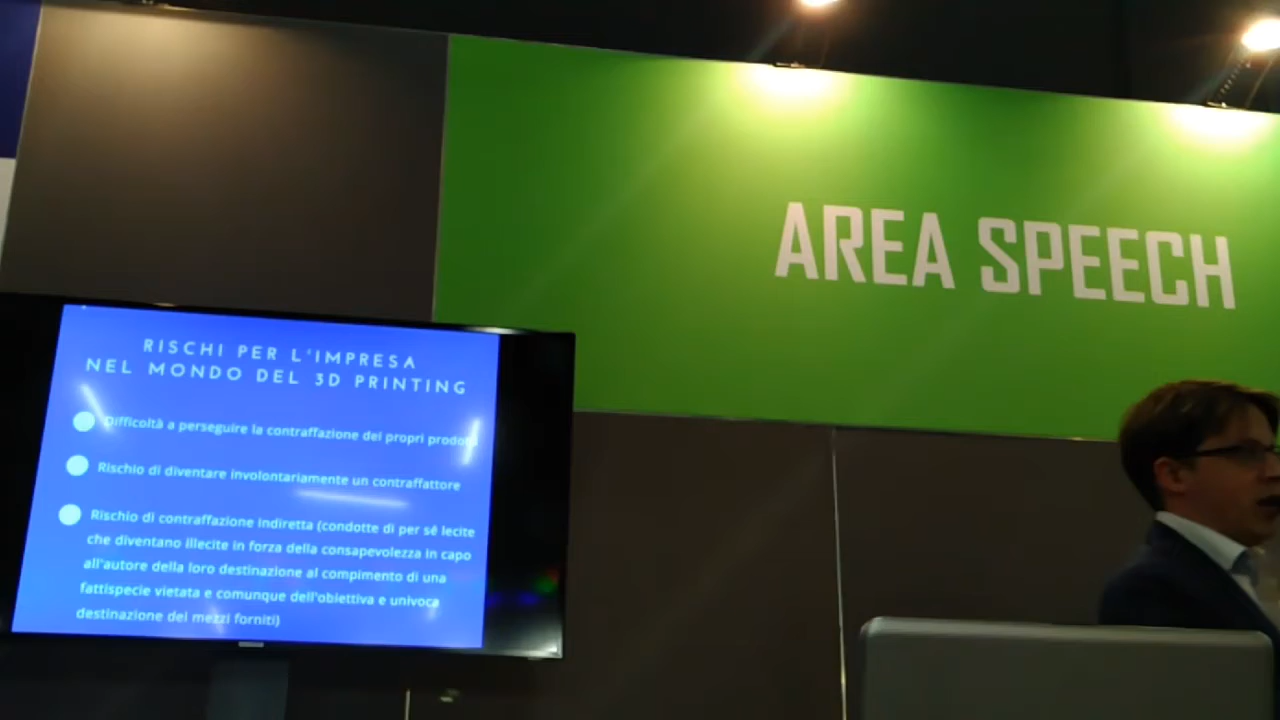 AREA SPEECH
RISCHI PER L'IMPRESA
NEL MONDO DEL 3D PRINTING
Difficoltà a perseguire la contraffazione dei propri prodotti
Rischio di diventare involontariamente un contraffattore
Rischio di contraffazione indiretta (condotte di per sé lecite
che diventano illecite in forza della consapevolezza in capo
all'autore della loro destinazione al compimento di una
fattispecie vietata e comunque dell'obiettiva e univoca
destinazione dei mezzi forniti)